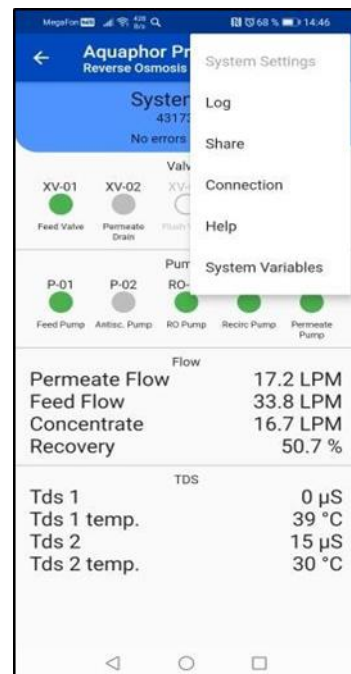 MegaFon 428 B/s 68 % 14:46
Aquaphor Pr
Reverse Osmosis
System Settings
Log
Share
Connection
Help
System Variables
System
4317
No errors
Valv
XV-01 XV-02 XV-
Feed Valve Permeate Drain Flush V
Pum
P-01 P-02 RO-
Feed Pump Antisc. Pump RO Pump Recirc Pump Permeate Pump
Flow
Permeate Flow 17.2 LPM
Feed Flow 33.8 LPM
Concentrate 16.7 LPM
Recovery 50.7 %
TDS
Tds 1 0 µS
Tds 1 temp. 39 °C
Tds 2 15 µS
Tds 2 temp. 30 °C